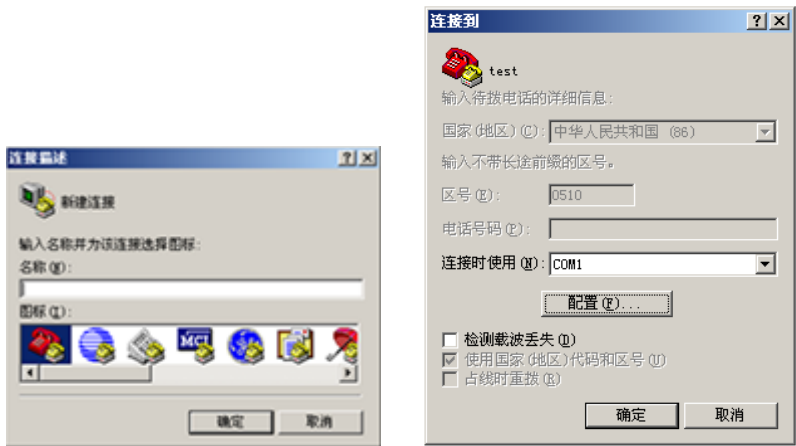 连接描述
新建连接
输入名称并为该连接选择图标:
名称(N):
图标(I):
MCI
确定 取消
连接到
test
输入待拨电话的详细信息:
国家(地区)(C): 中华人民共和国 (86)
输入不带长途前缀的区号。
区号(E): 0510
电话号码(P):
连接时使用(N): COM1
配置(F)...
检测载波丢失(D)
使用国家(地区)代码和区号(U)
占线时重拨(R)
确定 取消